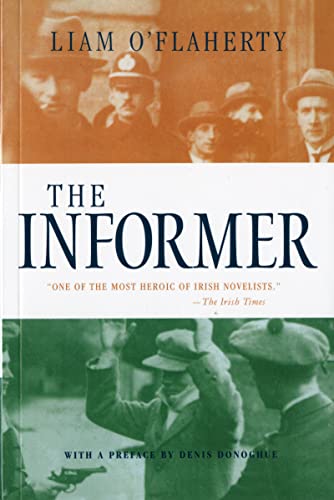 LIAM O'FLAHERTY
THE
INFORMER
"ONE OF THE MOST HEROIC OF IRISH NOVELISTS."
—The Irish Times
WITH A PREFACE BY DENIS DONOGHUE